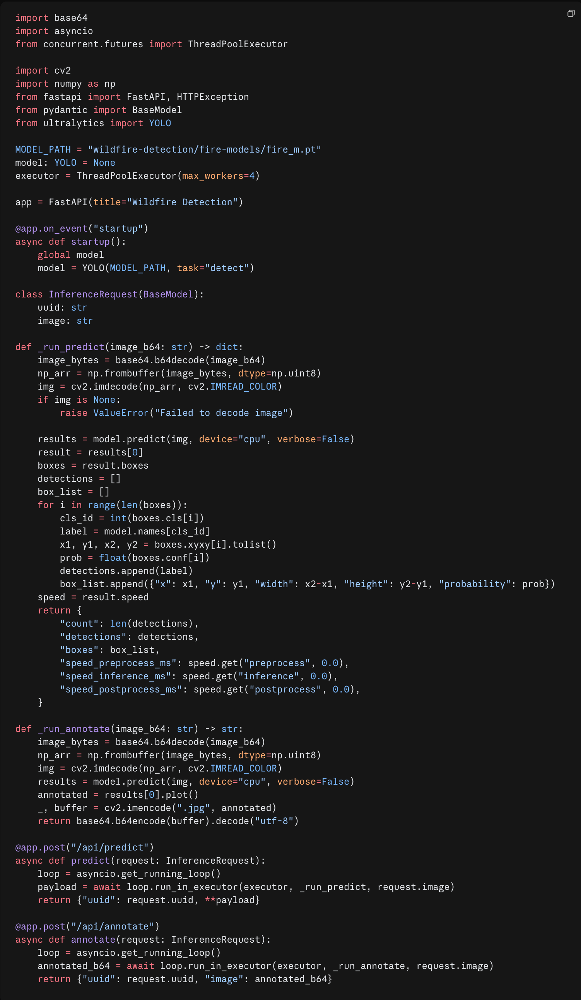 import base64
import asyncio
from concurrent.futures import ThreadPoolExecutor

import cv2
import numpy as np
from fastapi import FastAPI, HTTPException
from pydantic import BaseModel
from ultralytics import YOLO

MODEL_PATH = "wildfire-detection/fire-models/fire_m.pt"
model: YOLO = None
executor = ThreadPoolExecutor(max_workers=4)

app = FastAPI(title="Wildfire Detection")

@app.on_event("startup")
async def startup():
    global model
    model = YOLO(MODEL_PATH, task="detect")

class InferenceRequest(BaseModel):
    uuid: str
    image: str

def _run_predict(image_b64: str) -> dict:
    image_bytes = base64.b64decode(image_b64)
    np_arr = np.frombuffer(image_bytes, dtype=np.uint8)
    img = cv2.imdecode(np_arr, cv2.IMREAD_COLOR)
    if img is None:
        raise ValueError("Failed to decode image")

    results = model.predict(img, device="cpu", verbose=False)
    result = results[0]
    boxes = result.boxes
    detections = []
    box_list = []
    for i in range(len(boxes)):
        cls_id = int(boxes.cls[i])
        label = model.names[cls_id]
        x1, y1, x2, y2 = boxes.xyxy[i].tolist()
        prob = float(boxes.conf[i])
        detections.append(label)
        box_list.append({"x": x1, "y": y1, "width": x2-x1, "height": y2-y1, "probability": prob})
    speed = result.speed
    return {
        "count": len(detections),
        "detections": detections,
        "boxes": box_list,
        "speed_preprocess_ms": speed.get("preprocess", 0.0),
        "speed_inference_ms": speed.get("inference", 0.0),
        "speed_postprocess_ms": speed.get("postprocess", 0.0),
    }

def _run_annotate(image_b64: str) -> str:
    image_bytes = base64.b64decode(image_b64)
    np_arr = np.frombuffer(image_bytes, dtype=np.uint8)
    img = cv2.imdecode(np_arr, cv2.IMREAD_COLOR)
    results = model.predict(img, device="cpu", verbose=False)
    annotated = results[0].plot()
    _, buffer = cv2.imencode(".jpg", annotated)
    return base64.b64encode(buffer).decode("utf-8")

@app.post("/api/predict")
async def predict(request: InferenceRequest):
    loop = asyncio.get_running_loop()
    payload = await loop.run_in_executor(executor, _run_predict, request.image)
    return {"uuid": request.uuid, **payload}

@app.post("/api/annotate")
async def annotate(request: InferenceRequest):
    loop = asyncio.get_running_loop()
    annotated_b64 = await loop.run_in_executor(executor, _run_annotate, request.image)
    return {"uuid": request.uuid, "image": annotated_b64}